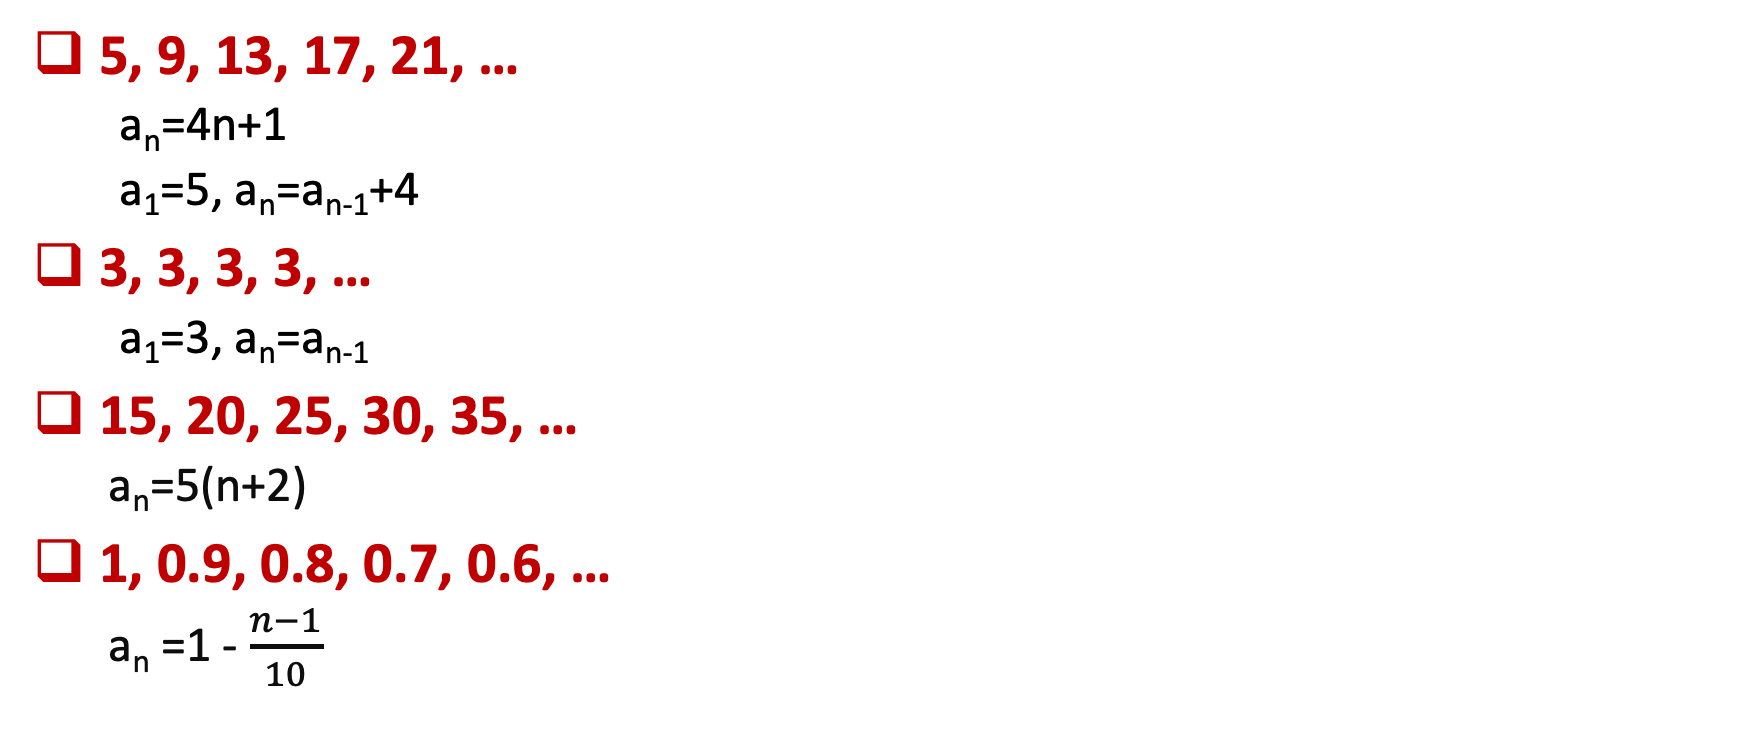 ❑ 5, 9, 13, 17, 21, ...
aₙ=4n+1
a₁=5, aₙ=aₙ₋₁+4
❑ 3, 3, 3, 3, ...
a₁=3, aₙ=aₙ₋₁
❑ 15, 20, 25, 30, 35, ...
aₙ=5(n+2)
❑ 1, 0.9, 0.8, 0.7, 0.6, ...
aₙ =1 - \frac{n-1}{10}